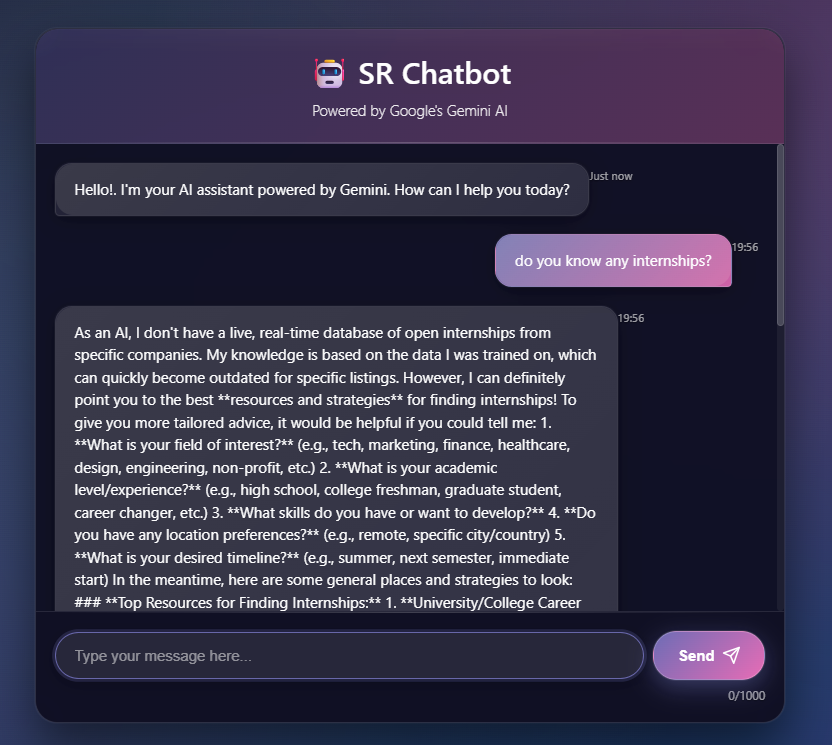 SR Chatbot
Powered by Google's Gemini AI
Hello!. I'm your AI assistant powered by Gemini. How can I help you today?
Just now
do you know any internships?
19:56
As an AI, I don't have a live, real-time database of open internships from
19:56
specific companies. My knowledge is based on the data I was trained on, which
can quickly become outdated for specific listings. However, I can definitely
point you to the best **resources and strategies** for finding internships! To
give you more tailored advice, it would be helpful if you could tell me: 1.
**What is your field of interest?** (e.g., tech, marketing, finance, healthcare,
design, engineering, non-profit, etc.) 2. **What is your academic
level/experience?** (e.g., high school, college freshman, graduate student,
career changer, etc.) 3. **What skills do you have or want to develop?** 4. **Do
you have any location preferences?** (e.g., remote, specific city/country) 5.
**What is your desired timeline?** (e.g., summer, next semester, immediate
start) In the meantime, here are some general places and strategies to look:
### **Top Resources for Finding Internships:** 1. **University/College Career
Type your message here...
Send
0/1000